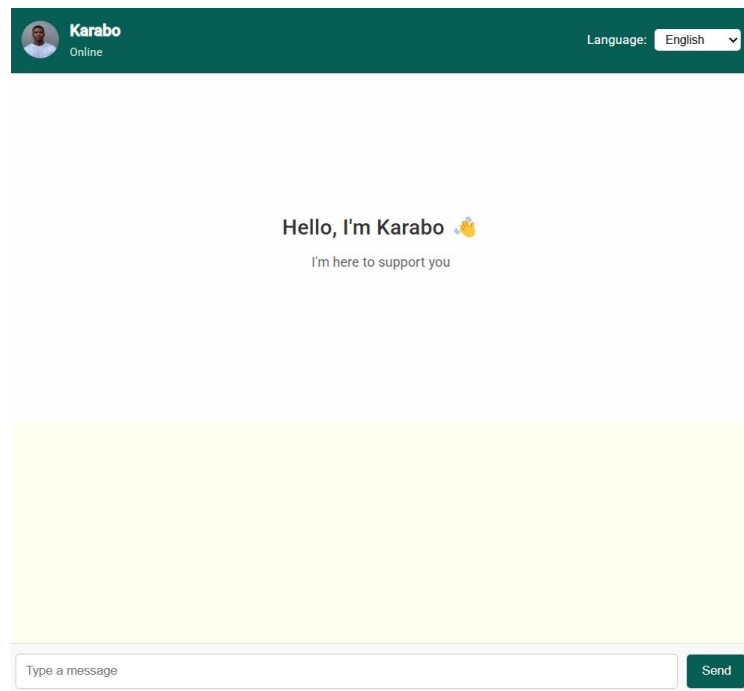 Karabo
Online
Language: English
Hello, I'm Karabo 👋
I'm here to support you
Type a message
Send